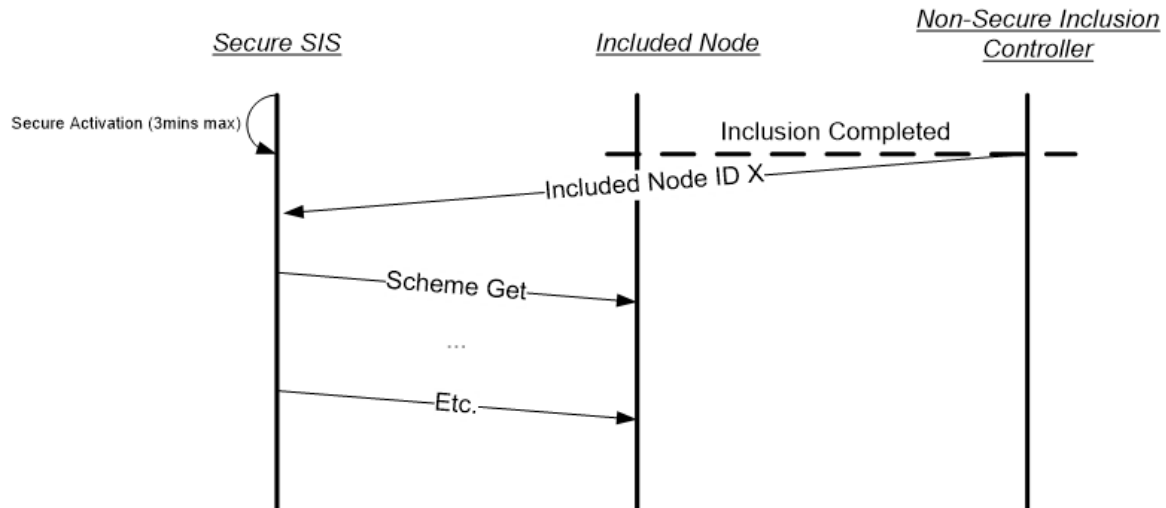 Secure SIS
Included Node
Non-Secure Inclusion
Controller
Secure Activation (3mins max)
Inclusion Completed
Included Node ID X
Scheme Get
...
Etc.